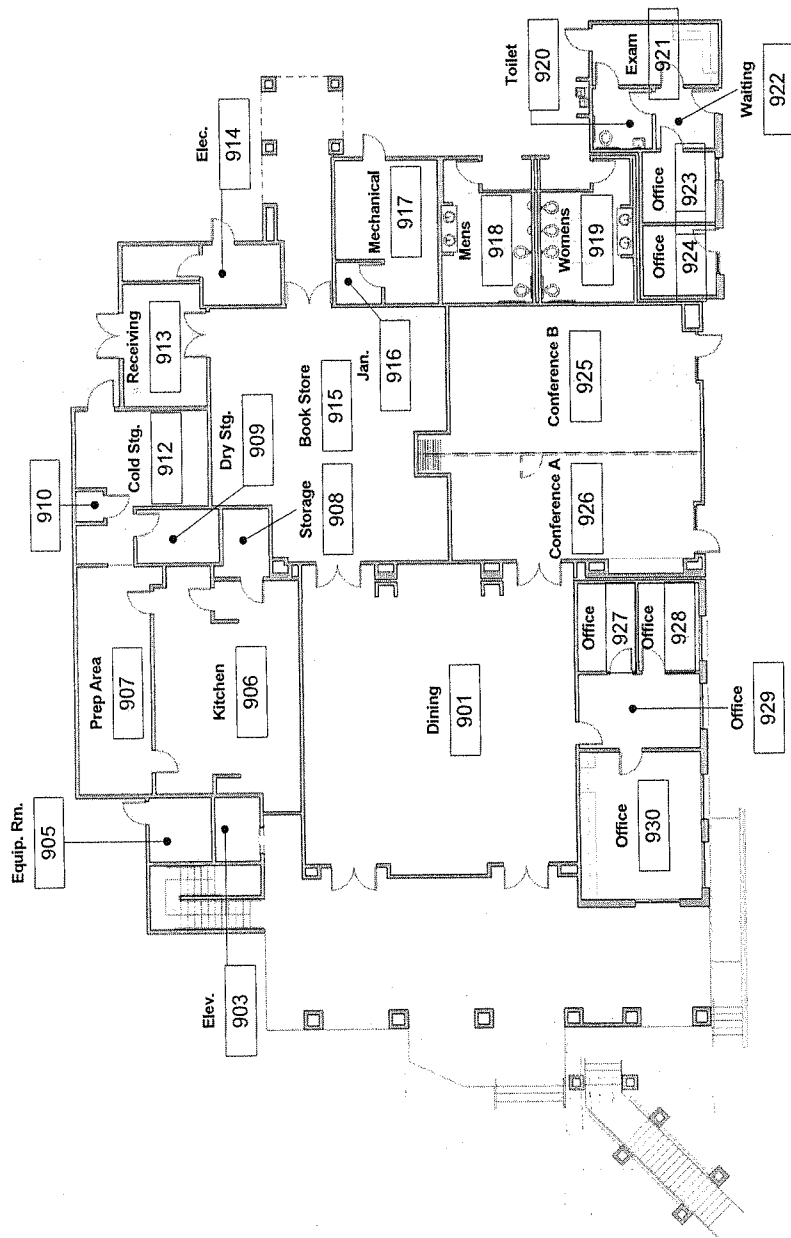 Equip. Rm.
905
Elev.
903
Prep Area
907
Kitchen
906
910
Cold Stg.
912
Dry Stg.
909
Storage
908
Receiving
913
Elec.
914
Book Store
915
Jan.
916
Mechanical
917
Mens
918
Womens
919
Toilet
920
Exam
921
Waiting
922
Office
923
Office
924
Conference B
925
Conference A
926
Dining
901
Office
927
Office
928
Office
929
Office
930